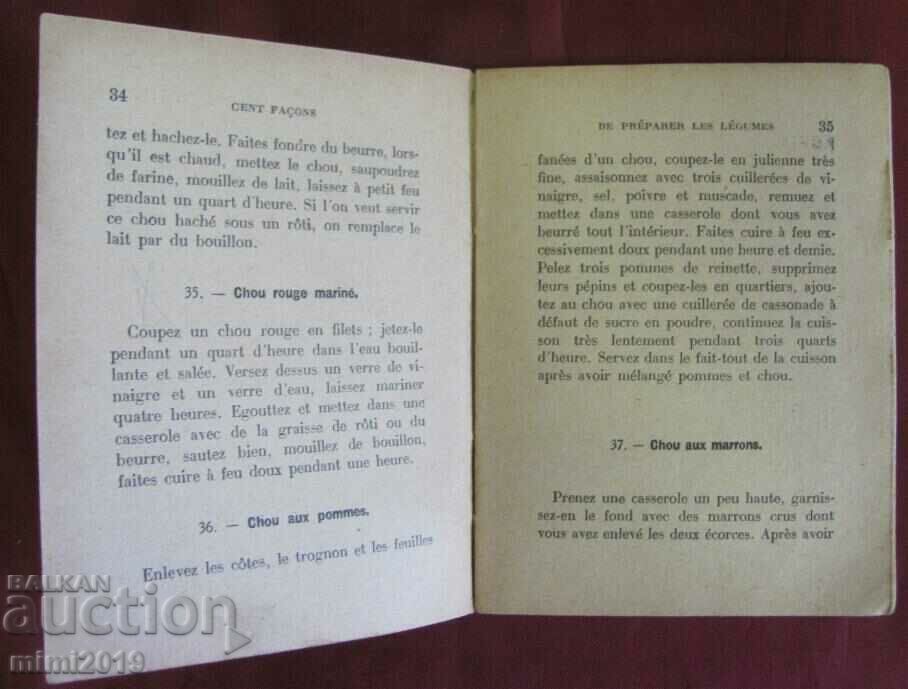 34
CENT FAÇONS
tez et hachez-le. Faites fondre du beurre, lors-
qu'il est chaud, mettez le chou, saupoudrez
de farine, mouillez de lait, laissez à petit feu
pendant un quart d'heure. Si l'on veut servir
ce chou haché sous un rôti, on remplace le
lait par du bouillon.
35. — Chou rouge mariné.
Coupez un chou rouge en filets ; jetez-le
pendant un quart d'heure dans l'eau bouil-
lante et salée. Versez dessus un verre de vi-
naigre et un verre d'eau, laissez mariner
quatre heures. Egouttez et mettez dans une
casserole avec de la graisse de rôti ou du
beurre, sautez bien, mouillez de bouillon,
faites cuire à feu doux pendant une heure.
36. — Chou aux pommes.
Enlevez les côtes, le trognon et les feuilles
DE PRÉPARER LES LÉGUMES 35
fanées d'un chou, coupez-le en julienne très
fine, assaisonnez avec trois cuillerées de vi-
naigre, sel, poivre et muscade, remuez et
mettez dans une casserole dont vous avez
beurré tout l'intérieur. Faites cuire à feu ex-
cessivement doux pendant une heure et demie.
Pelez trois pommes de reinette, supprimez
leurs pépins et coupez-les en quartiers, ajou-
tez au chou avec une cuillerée de cassonade à
défaut de sucre en poudre, continuez la cuis-
son très lentement pendant trois quarts
d'heure. Servez dans le fait-tout de la cuisson
après avoir mélangé pommes et chou.
37. — Chou aux marrons.
Prenez une casserole un peu haute, garnis-
sez-en le fond avec des marrons crus dont
vous avez enlevé les deux écorces. Après avoir
BALKAN
auction
mimi2019